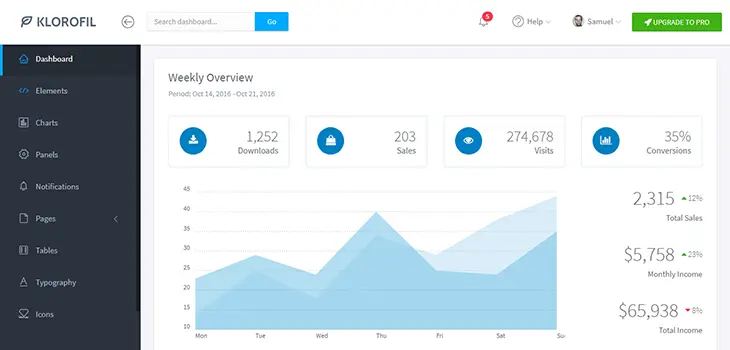 KLOROFIL
Search dashboard...
Go
5
Help
Samuel
UPGRADE TO PRO
Dashboard
Elements
Charts
Panels
Notifications
Pages
Tables
Typography
Icons
Weekly Overview
Period: Oct 14, 2016 - Oct 21, 2016
1,252
Downloads
203
Sales
274,678
Visits
35%
Conversions
45
40
35
30
25
20
15
10
Mon
Tue
Wed
Thu
Fri
Sat
Su
2,315 12%
Total Sales
$5,758 23%
Monthly Income
$65,938 8%
Total Income